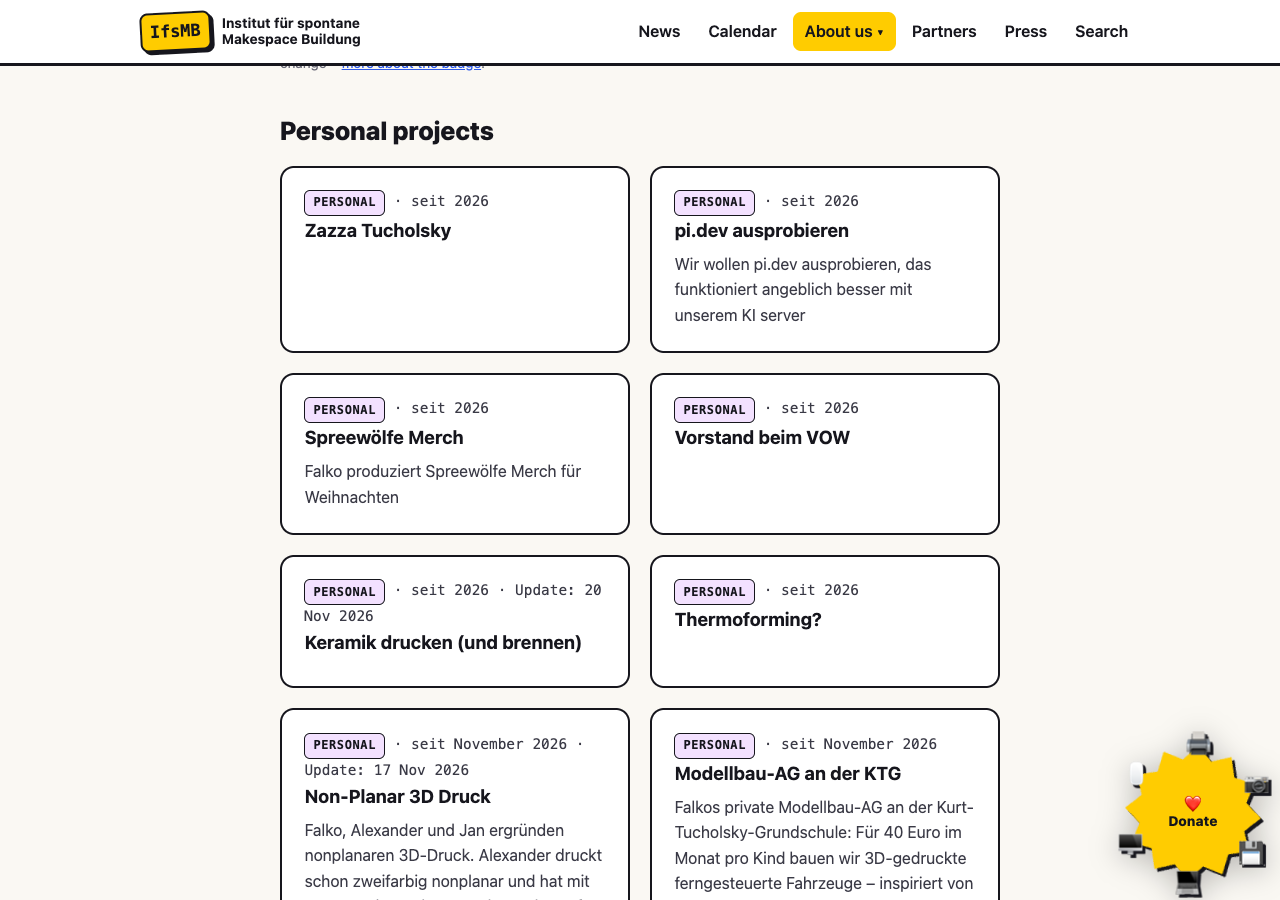 IfsMB
Institut für spontane
Makespace Buildung
News
Calendar
About us ▾
Partners
Press
Search
Personal projects
PERSONAL · seit 2026
Zazza Tucholsky
PERSONAL · seit 2026
pi.dev ausprobieren
Wir wollen pi.dev ausprobieren, das
funktioniert angeblich besser mit
unserem KI server
PERSONAL · seit 2026
Spreewölfe Merch
Falko produziert Spreewölfe Merch für
Weihnachten
PERSONAL · seit 2026
Vorstand beim VOW
PERSONAL · seit 2026 · Update: 20
Nov 2026
Keramik drucken (und brennen)
PERSONAL · seit 2026
Thermoforming?
PERSONAL · seit November 2026 ·
Update: 17 Nov 2026
Non-Planar 3D Druck
Falko, Alexander und Jan ergründen
nonplanaren 3D-Druck. Alexander druckt
schon zweifarbig nonplanar und hat mit
PERSONAL · seit November 2026
Modellbau-AG an der KTG
Falkos private Modellbau-AG an der Kurt-
Tucholsky-Grundschule: Für 40 Euro im
Monat pro Kind bauen wir 3D-gedruckte
ferngesteuerte Fahrzeuge – inspiriert von
Donate